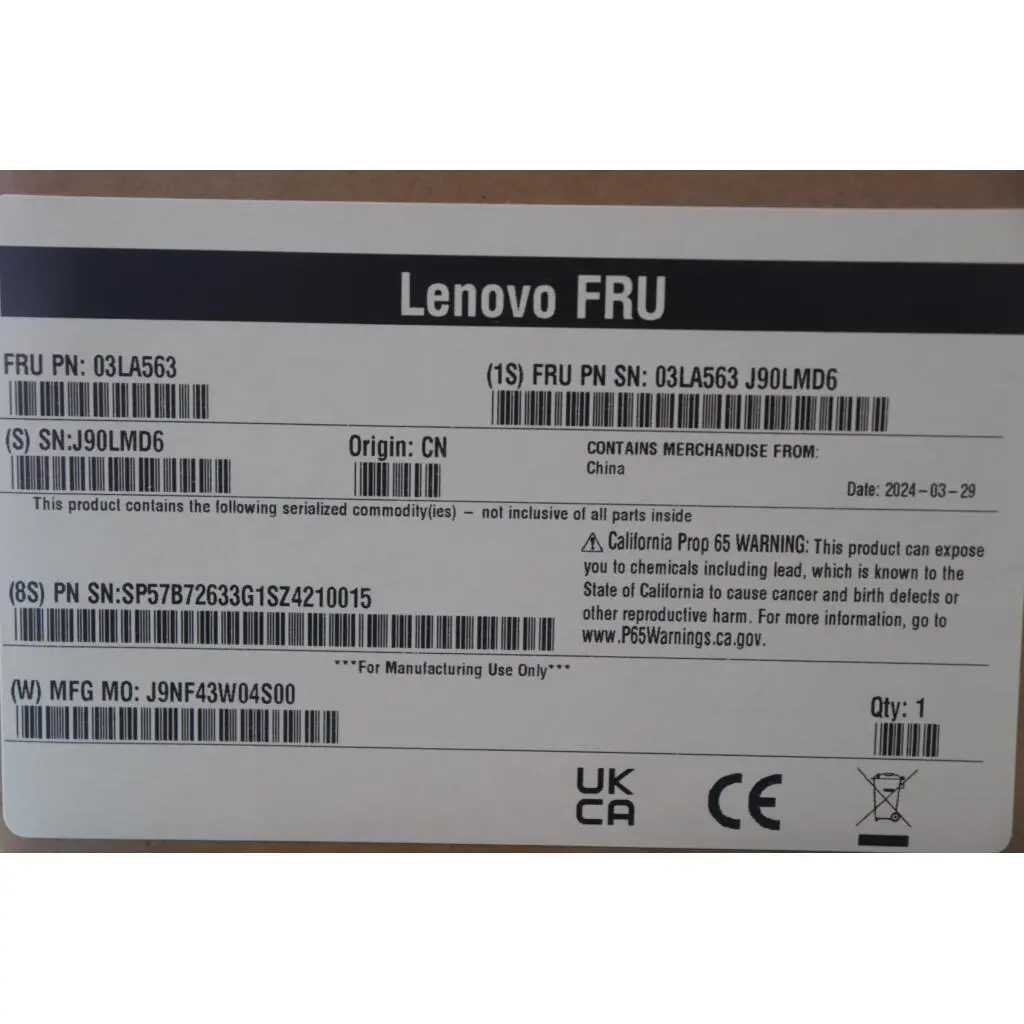 Lenovo FRU
FRU PN: 03LA563
(1S) FRU PN SN: 03LA563 J90LMD6
(S) SN:J90LMD6
Origin: CN
CONTAINS MERCHANDISE FROM:
China
Date: 2024-03-29
This product contains the following serialized commodity(ies) — not inclusive of all parts inside
⚠ California Prop 65 WARNING: This product can expose
you to chemicals including lead, which is known to the
State of California to cause cancer and birth defects or
other reproductive harm. For more information, go to
www.P65Warnings.ca.gov.
(8S) PN SN:SP57B72633G1SZ4210015
***For Manufacturing Use Only***
(W) MFG MO: J9NF43W04S00
Qty: 1
UK
CA
CE